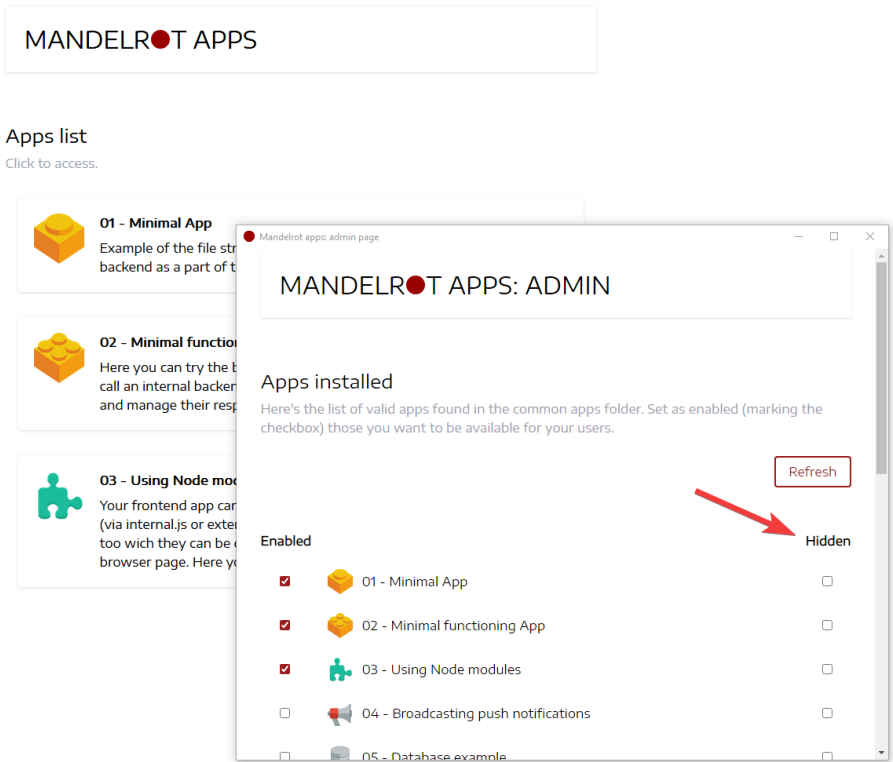 MANDELR●T APPS
Apps list
Click to access.
01 - Minimal App
Example of the file str
backend as a part of t
02 - Minimal function
Here you can try the b
call an internal backen
and manage their resp
03 - Using Node mod
Your frontend app can
(via internal.js or exter
too wich they can be
browser page. Here yo
Mandelrot apps: admin page
MANDELR●T APPS: ADMIN
Apps installed
Here's the list of valid apps found in the common apps folder. Set as enabled (marking the
checkbox) those you want to be available for your users.
Refresh
Enabled
Hidden
01 - Minimal App
02 - Minimal functioning App
03 - Using Node modules
04 - Broadcasting push notifications
05 - Database example